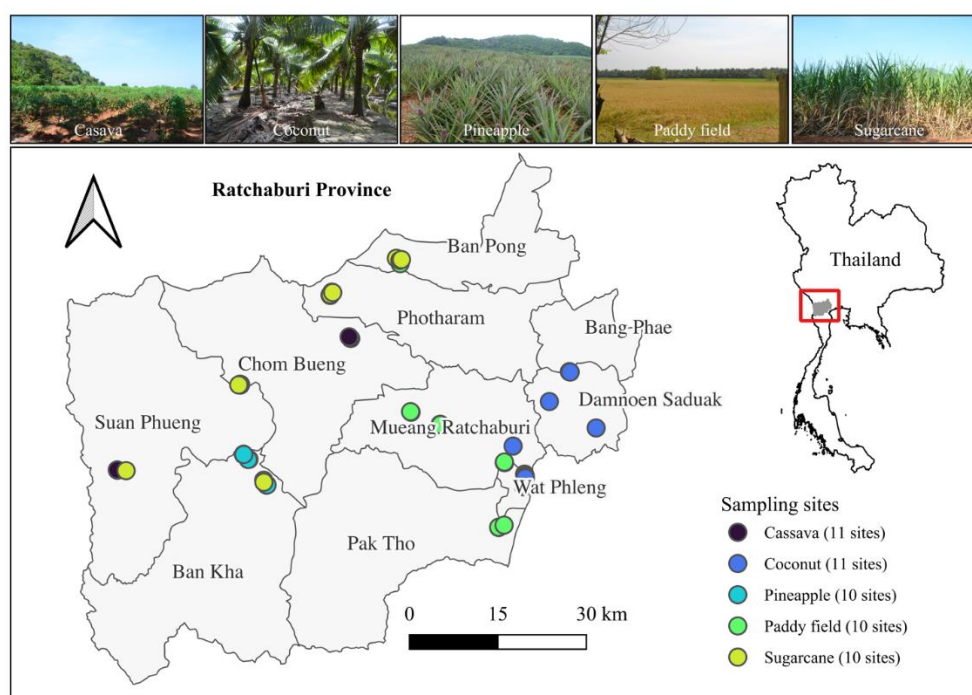 Casava
Coconut
Pineapple
Paddy field
Sugarcane
Ratchaburi Province
Ban Pong
Thailand
Photharam
Bang-Phae
Chom Bueng
Damnoen Saduak
Suan Phueng
Mueang Ratchaburi
Wat Phleng
Pak Tho
Ban Kha
0 15 30 km
Sampling sites
Cassava (11 sites)
Coconut (11 sites)
Pineapple (10 sites)
Paddy field (10 sites)
Sugarcane (10 sites)